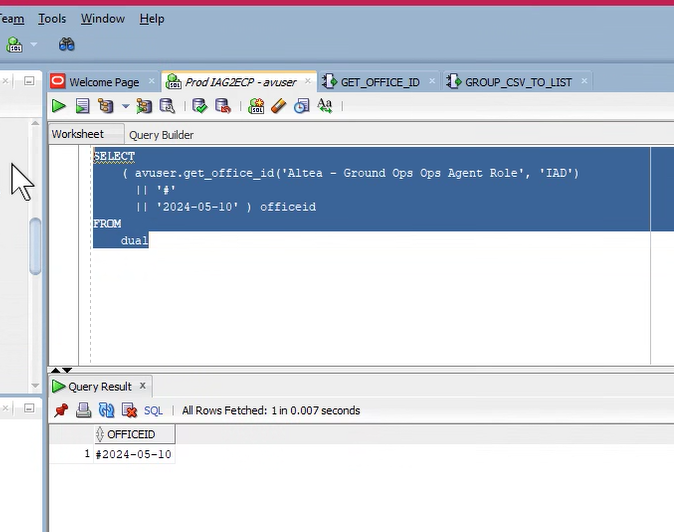 Team Tools Window Help
SQL
Welcome Page Prod IAG2ECP - avuser GET_OFFICE_ID GROUP_CSV_TO_LIST
Worksheet Query Builder
SELECT
( avuser.get_office_id('Altea - Ground Ops Ops Agent Role', 'IAD')
|| '#'
|| '2024-05-10' ) officeid
FROM
dual
Query Result
SQL All Rows Fetched: 1 in 0.007 seconds
OFFICEID
1 #2024-05-10